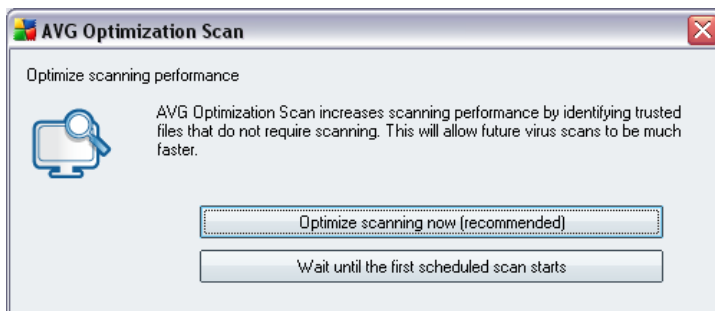 AVG Optimization Scan
Optimize scanning performance
AVG Optimization Scan increases scanning performance by identifying trusted
files that do not require scanning. This will allow future virus scans to be much
faster.
Optimize scanning now (recommended)
Wait until the first scheduled scan starts